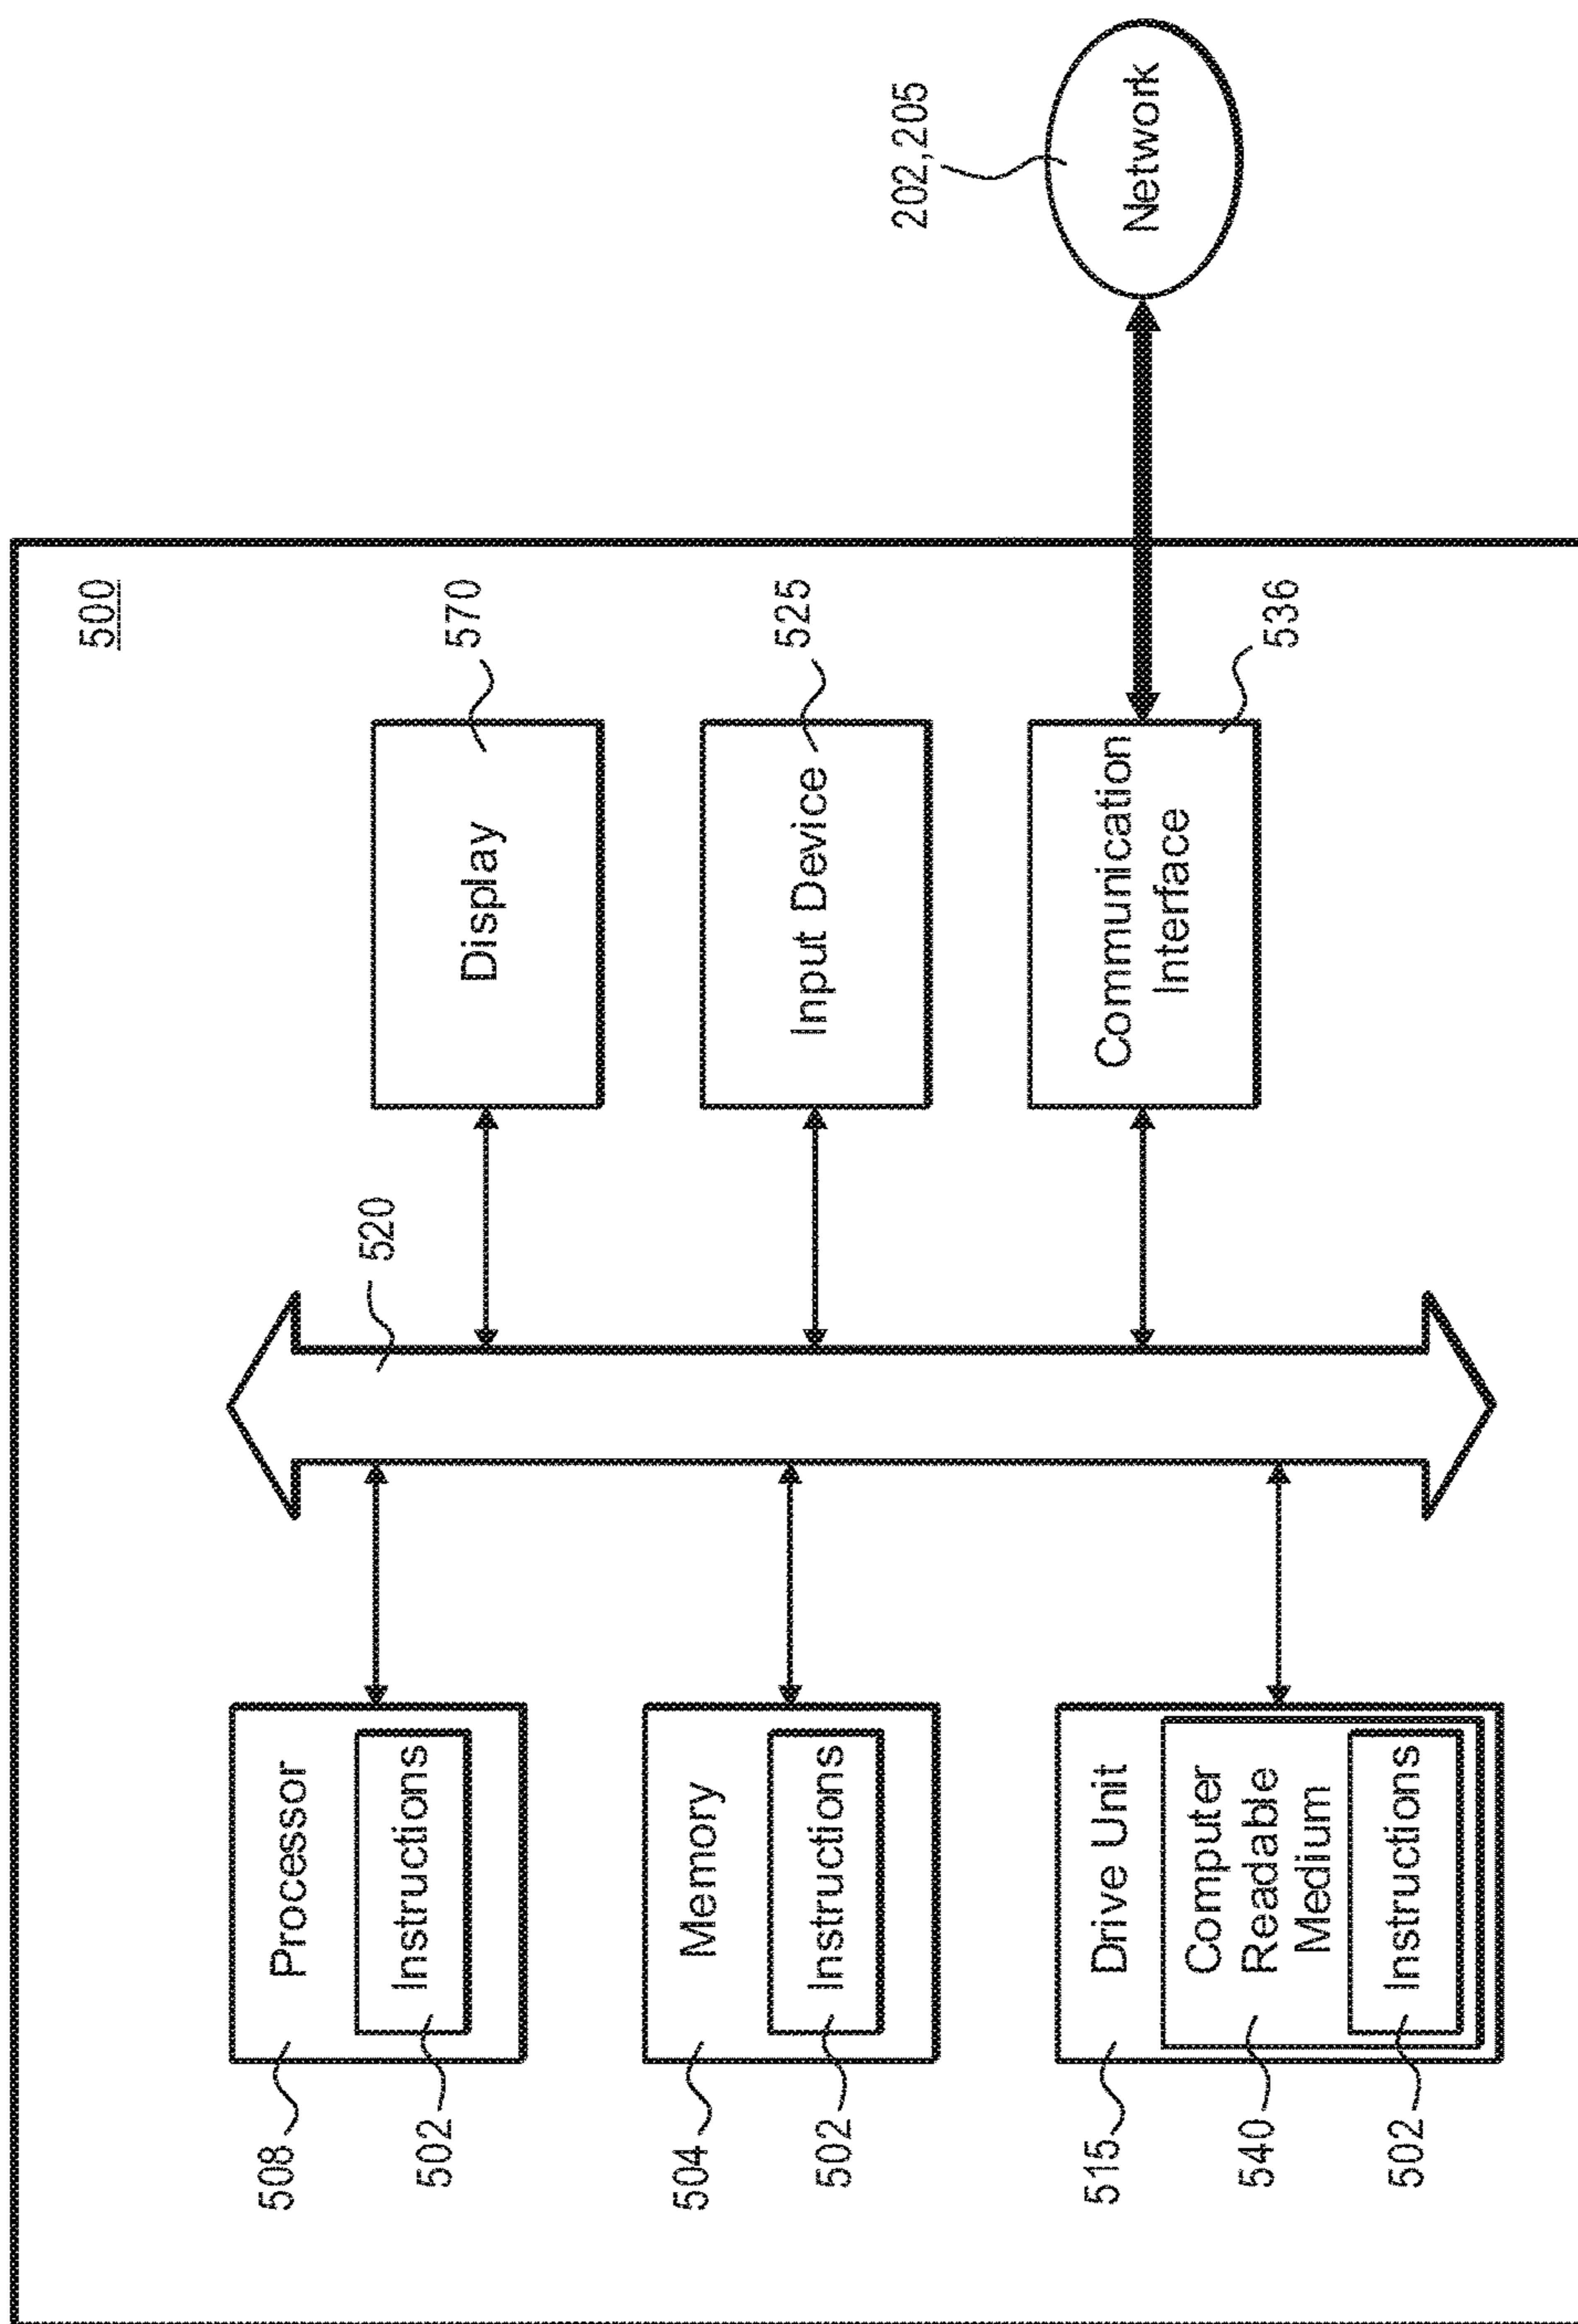 500
508
Processor
502
Instructions
504
Memory
502
Instructions
515
Drive Unit
540
Computer
Readable
Medium
502
Instructions
520
Display
570
Input Device
525
Communication
Interface
536
202,205
Network